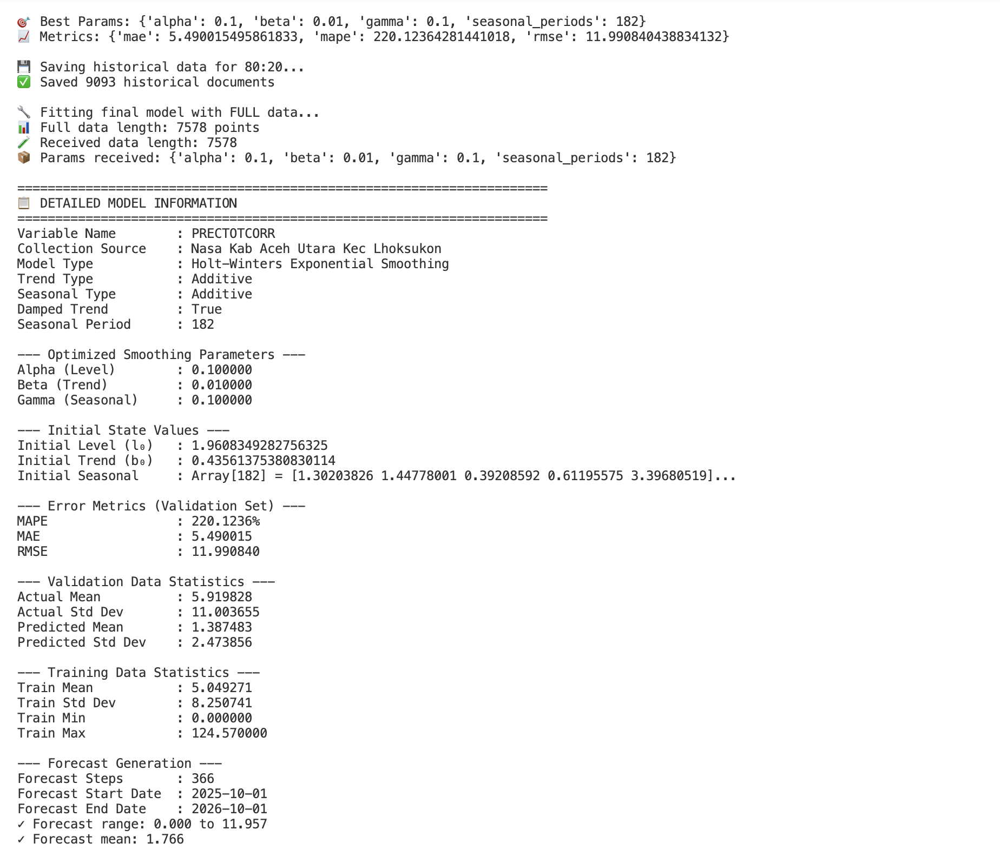 🎯 Best Params: {'alpha': 0.1, 'beta': 0.01, 'gamma': 0.1, 'seasonal_periods': 182}
📈 Metrics: {'mae': 5.490015495861833, 'mape': 220.12364281441018, 'rmse': 11.990840438834132}

💾 Saving historical data for 80:20...
✅ Saved 9093 historical documents

🔧 Fitting final model with FULL data...
📊 Full data length: 7578 points
🧪 Received data length: 7578
📦 Params received: {'alpha': 0.1, 'beta': 0.01, 'gamma': 0.1, 'seasonal_periods': 182}

======================================================================
📋 DETAILED MODEL INFORMATION
======================================================================
Variable Name        : PRECTOTCORR
Collection Source    : Nasa Kab Aceh Utara Kec Lhoksukon
Model Type           : Holt-Winters Exponential Smoothing
Trend Type           : Additive
Seasonal Type        : Additive
Damped Trend         : True
Seasonal Period      : 182

--- Optimized Smoothing Parameters ---
Alpha (Level)        : 0.100000
Beta (Trend)         : 0.010000
Gamma (Seasonal)     : 0.100000

--- Initial State Values ---
Initial Level (l₀)   : 1.9608349282756325
Initial Trend (b₀)   : 0.43561375380830114
Initial Seasonal     : Array[182] = [1.30203826 1.44778001 0.39208592 0.61195575 3.39680519]...

--- Error Metrics (Validation Set) ---
MAPE                 : 220.1236%
MAE                  : 5.490015
RMSE                 : 11.990840

--- Validation Data Statistics ---
Actual Mean          : 5.919828
Actual Std Dev       : 11.003655
Predicted Mean       : 1.387483
Predicted Std Dev    : 2.473856

--- Training Data Statistics ---
Train Mean           : 5.049271
Train Std Dev        : 8.250741
Train Min            : 0.000000
Train Max            : 124.570000

--- Forecast Generation ---
Forecast Steps       : 366
Forecast Start Date  : 2025-10-01
Forecast End Date    : 2026-10-01
✓ Forecast range: 0.000 to 11.957
✓ Forecast mean: 1.766